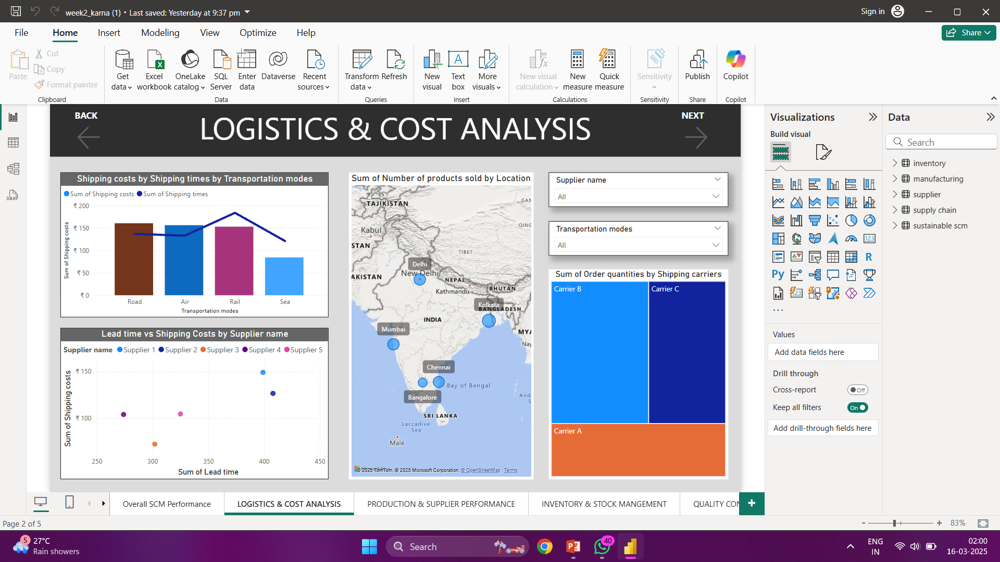 week2_karna (1) • Last saved: Yesterday at 9:37 pm
Sign in
File
Home
Insert
Modeling
View
Optimize
Help
Share
Paste
Cut
Copy
Format painter
Clipboard
Get data
Excel workbook
OneLake catalog
SQL Server
Enter data
Dataverse
Recent sources
Data
Transform data
Refresh
Queries
New visual
Text box
More visuals
Insert
New visual calculation
New measure
Quick measure
Calculations
Sensitivity
Sensitivity
Publish
Share
Copilot
Copilot
BACK
LOGISTICS & COST ANALYSIS
NEXT
Shipping costs by Shipping times by Transportation modes
Sum of Shipping costs
Sum of Shipping times
Sum of Shipping costs
₹ 200
₹ 150
₹ 100
₹ 50
₹ 0
Road
Air
Rail
Sea
Transportation modes
Lead time vs Shipping Costs by Supplier name
Supplier name
Supplier 1
Supplier 2
Supplier 3
Supplier 4
Supplier 5
Sum of Shipping costs
₹ 150
₹ 100
250
300
350
400
450
Sum of Lead time
Sum of Number of products sold by Location
TAJIKISTAN
GAN
Kabul
QING
STAN
TIBET
Delhi
New Delhi
AKISTAN
NEPAL
Kathmandu
BHUTAN
Kolkata
BANGLADESH
INDIA
Mumbai
MYA
Nay
Chennai
Bay of Bengal
Bangalore
And
S
SRI LANKA
Laccadive
Sea
Malé
© 2025 TomTom, © 2025 Microsoft Corporation, © OpenStreetMap Terms
Supplier name
All
Transportation modes
All
Sum of Order quantities by Shipping carriers
Carrier B
Carrier C
Carrier A
Visualizations
Build visual
123
R
Py
123
...
Values
Add data fields here
Drill through
Cross-report
Off
Keep all filters
On
Add drill-through fields here
Data
Search
inventory
manufacturing
supplier
supply chain
sustainable scm
DAX
Overall SCM Performance
LOGISTICS & COST ANALYSIS
PRODUCTION & SUPPLIER PERFORMANCE
INVENTORY & STOCK MANGEMENT
QUALITY CON
+
Page 2 of 5
- + 83%
5
27°C
Rain showers
Search
40
ENG
IN
02:00
16-03-2025